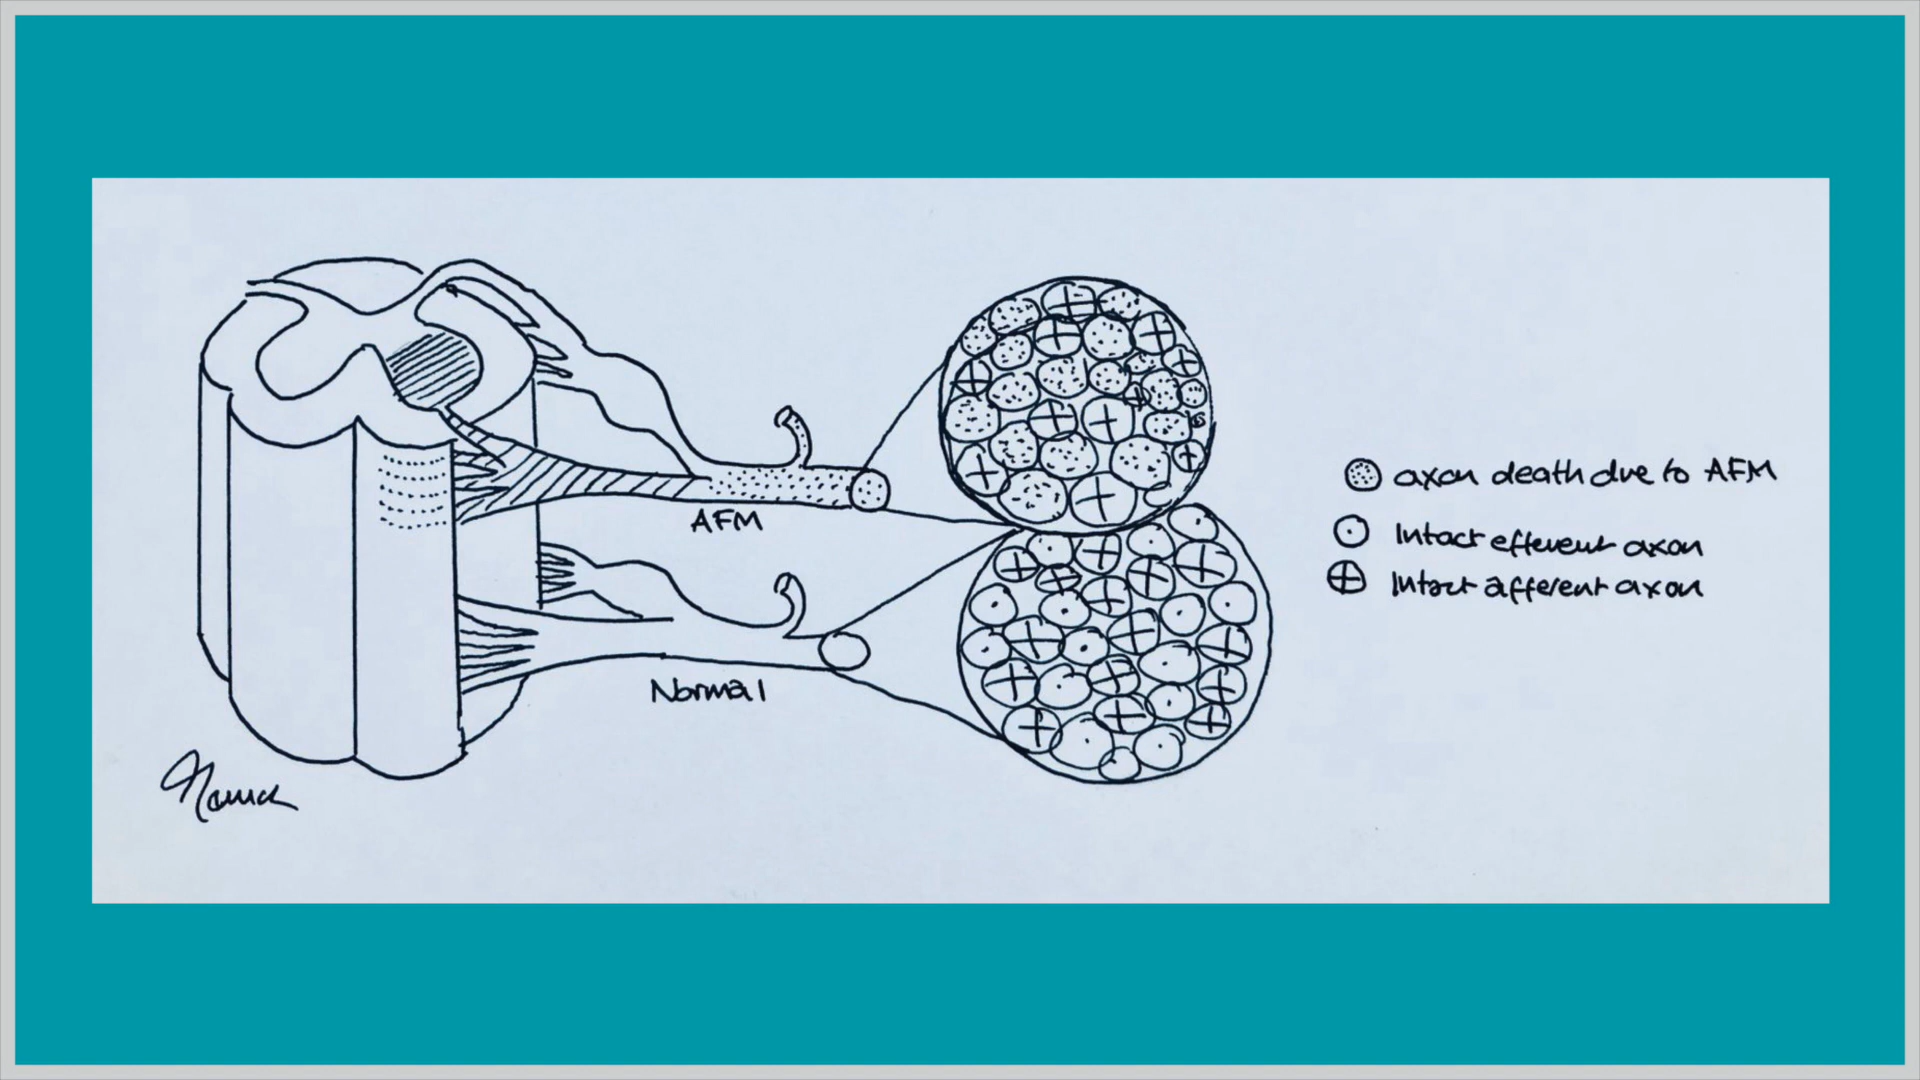 AFM
Normal
axon death due to AFM
Intact efferent axon
Intact afferent axon